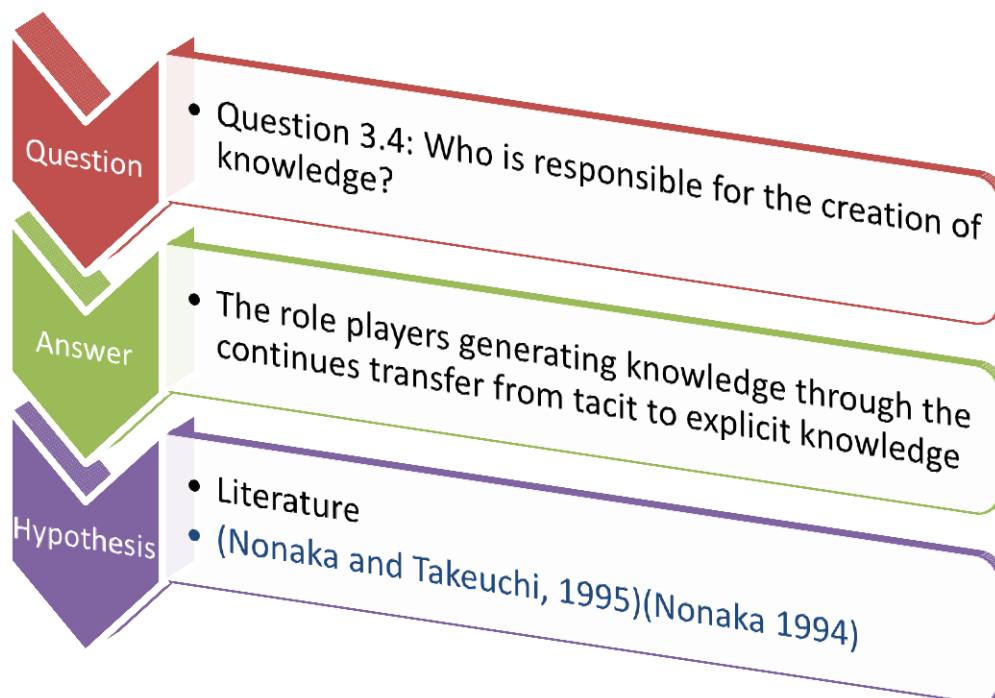 Question
• Question 3.4: Who is responsible for the creation of
knowledge?
Answer
• The role players generating knowledge through the
continues transfer from tacit to explicit knowledge
Hypothesis
• Literature
• (Nonaka and Takeuchi, 1995)(Nonaka 1994)